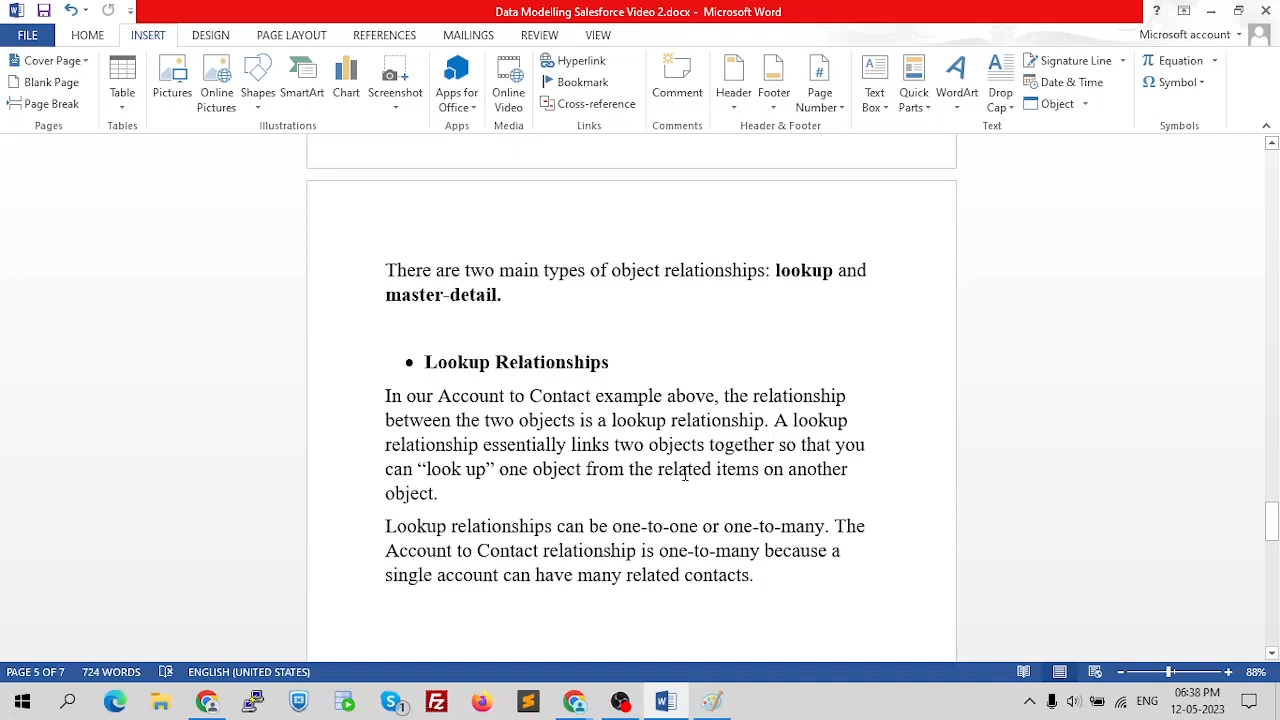 Data Modelling Salesforce Video 2.docx - Microsoft Word
?
FILE HOME INSERT DESIGN PAGE LAYOUT REFERENCES MAILINGS REVIEW VIEW Microsoft account
Cover Page
Blank Page
Page Break
Pages
Table
Tables
Pictures
Online Pictures
Shapes
SmartArt
Chart
Screenshot
Illustrations
Apps for Office
Apps
Online Video
Media
Hyperlink
Bookmark
Cross-reference
Links
Comment
Comments
Header
Footer
Page Number
Header & Footer
Text Box
Quick Parts
WordArt
Drop Cap
Signature Line
Date & Time
Object
Text
Equation
Symbol
Symbols
There are two main types of object relationships: lookup and
master-detail.
• Lookup Relationships
In our Account to Contact example above, the relationship
between the two objects is a lookup relationship. A lookup
relationship essentially links two objects together so that you
can “look up” one object from the related items on another
object.
Lookup relationships can be one-to-one or one-to-many. The
Account to Contact relationship is one-to-many because a
single account can have many related contacts.
PAGE 5 OF 7 724 WORDS ENGLISH (UNITED STATES) 88%
ENG
06:38 PM
12-05-2023